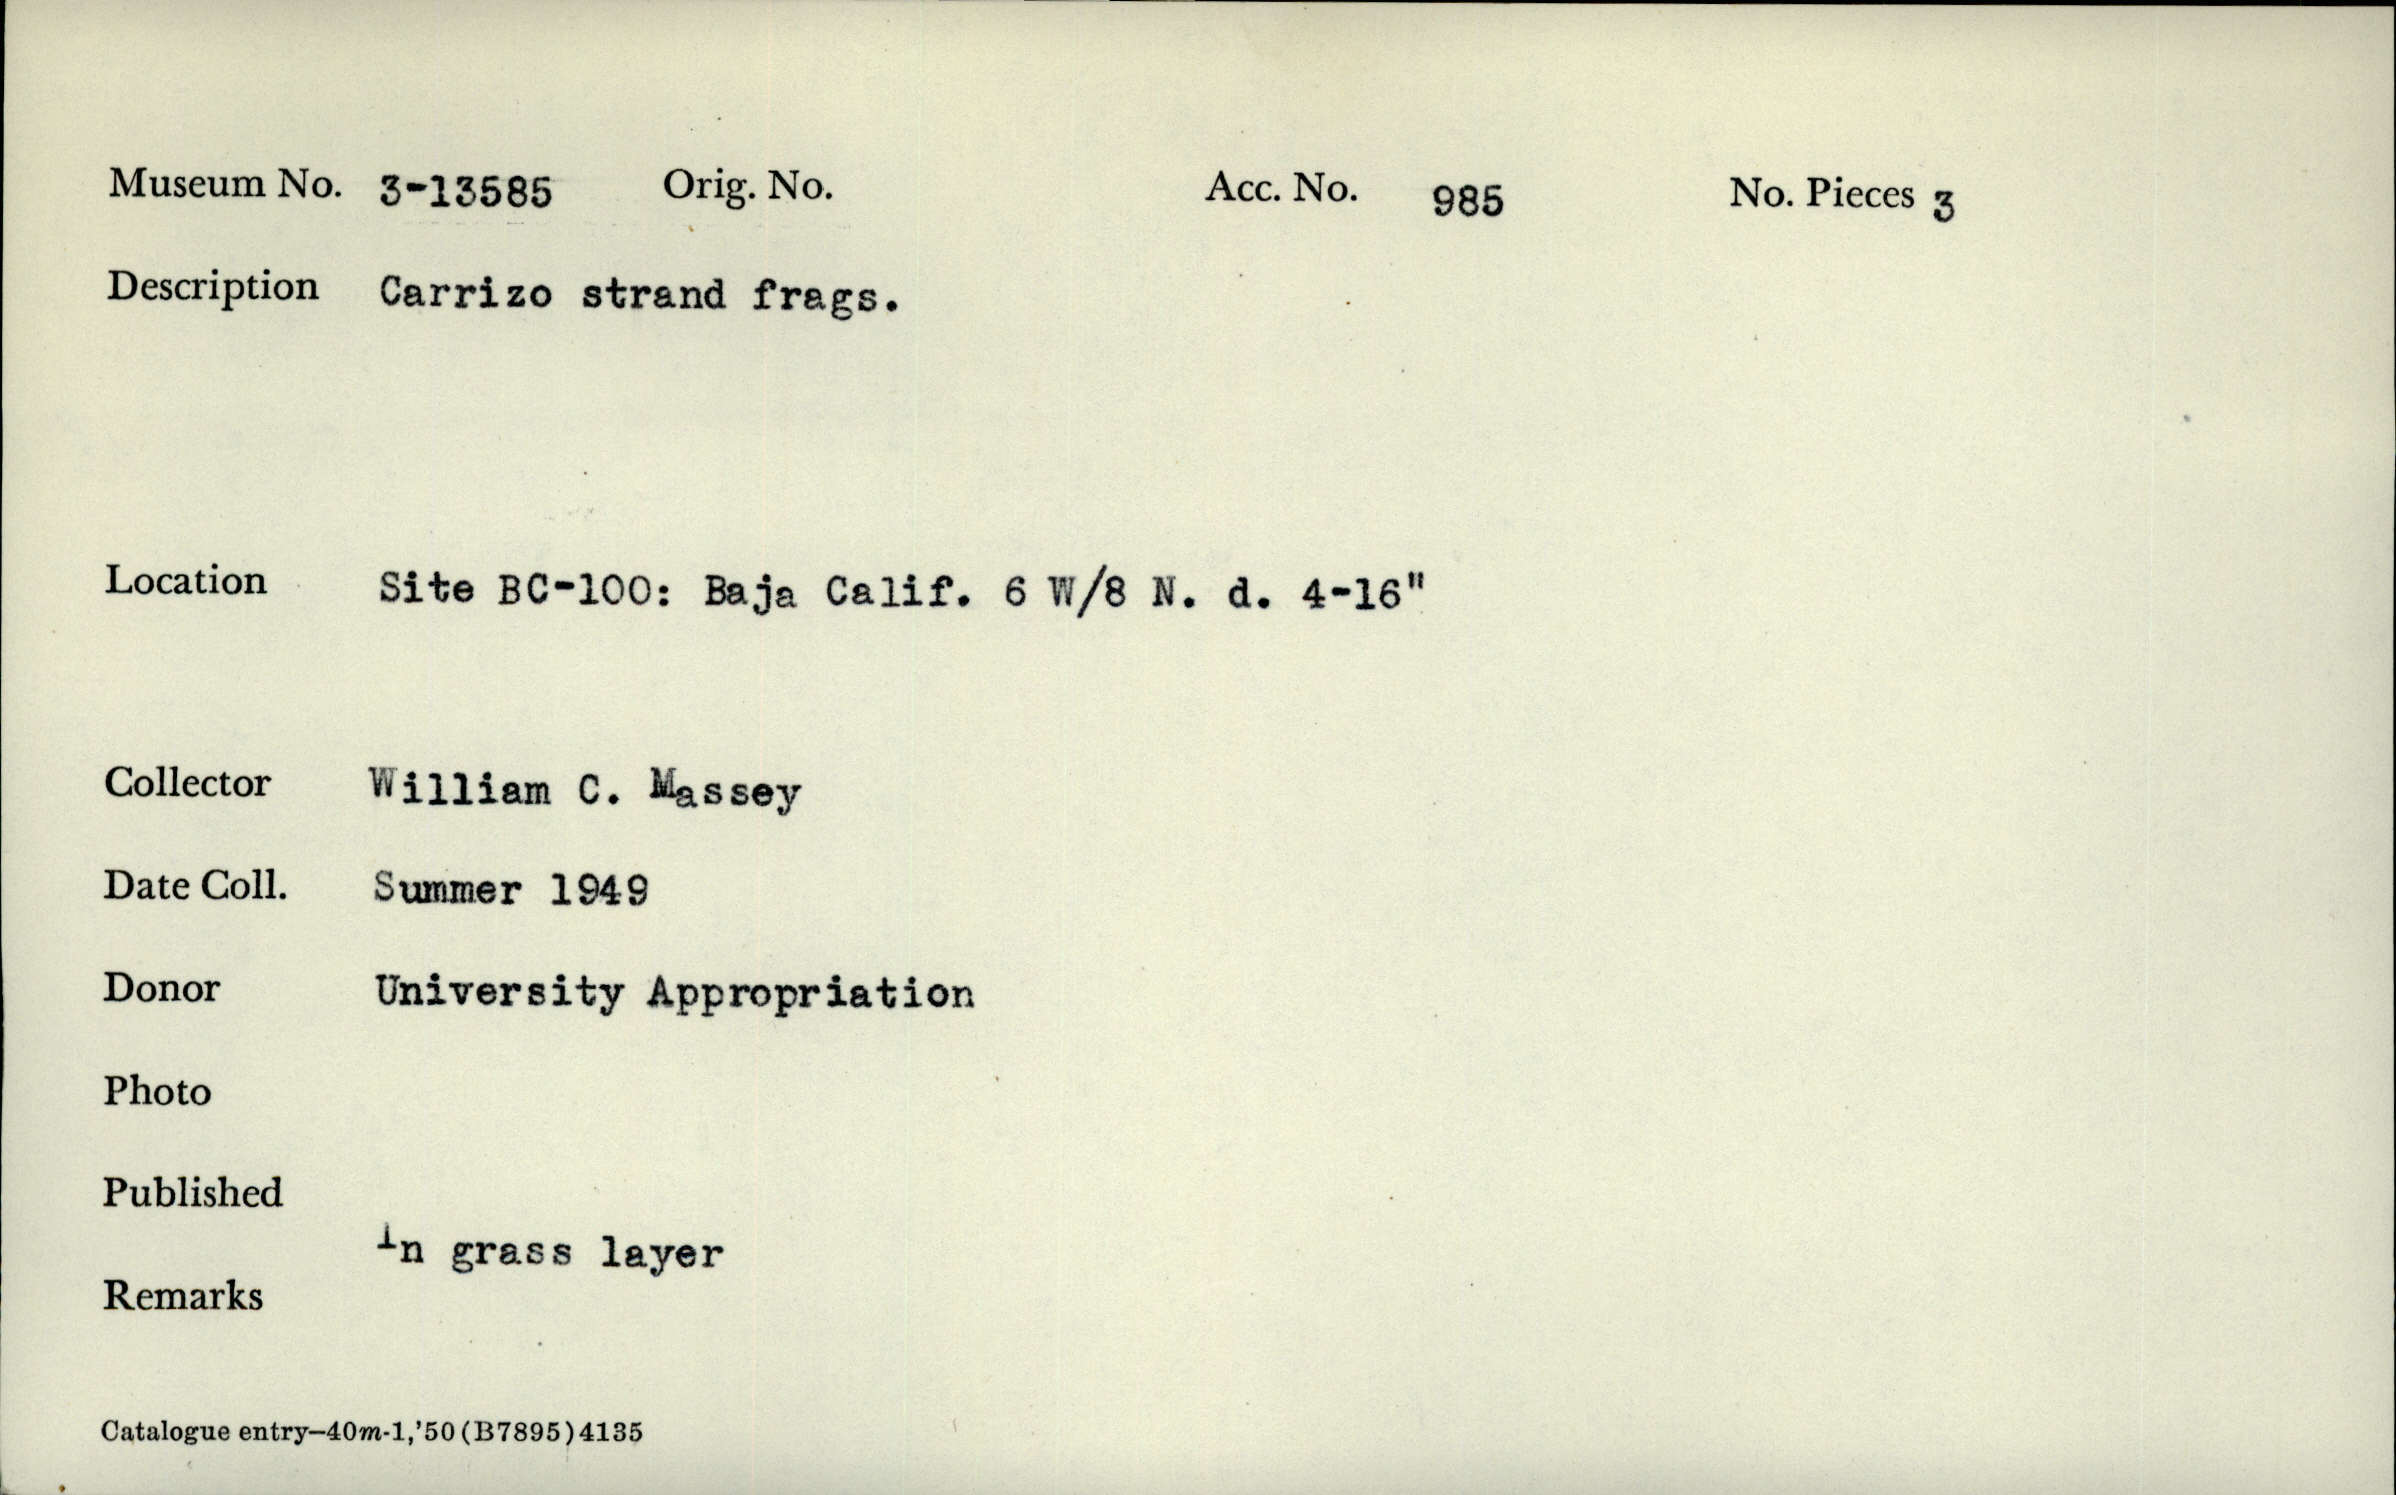 Museum No. 3-13585 Orig. No. Acc. No. 985 No. Pieces 3
Description Carrizo strand frags.
Location Site BC-100: Baja Calif. 6 W/8 N. d. 4-16"
Collector William C. Massey
Date Coll. Summer 1949
Donor University Appropriation
Photo
Published
In grass layer
Remarks
Catalogue entry—40m-1,'50(B7895)4135